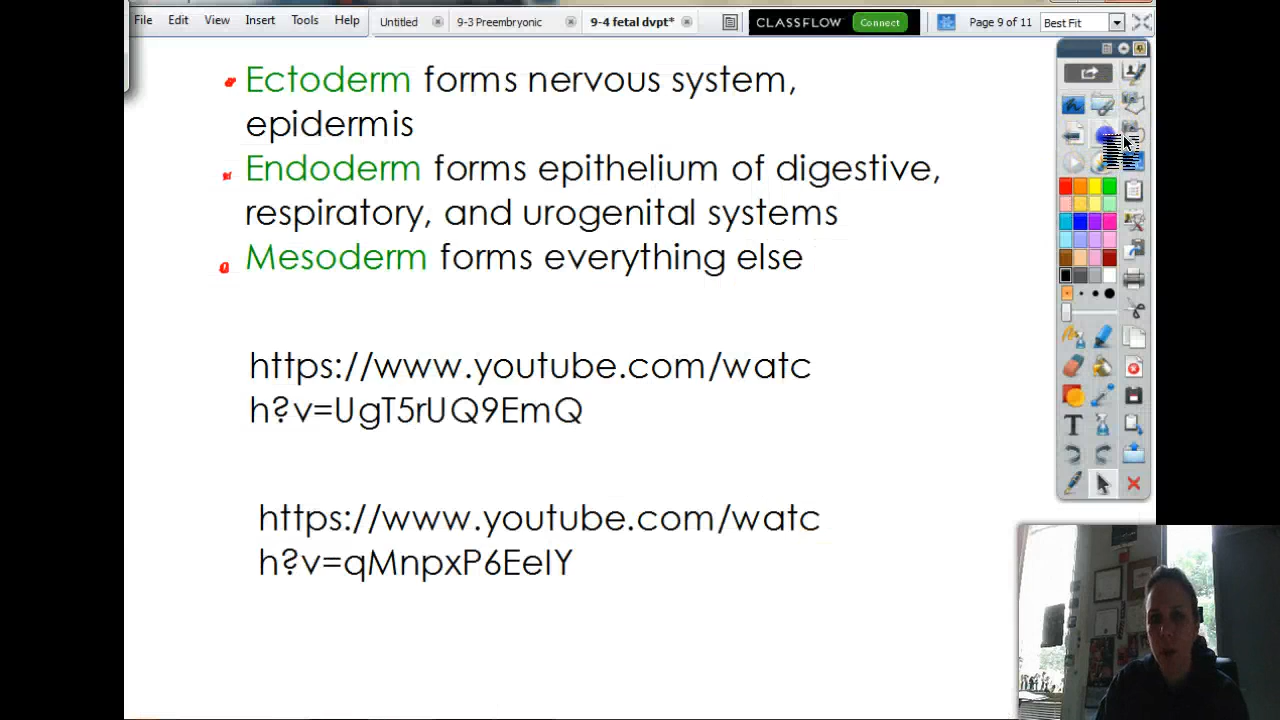 File Edit View Insert Tools Help Untitled 9-3 Preembryonic 9-4 fetal dvpt* CLASSFLOW Connect Page 9 of 11 Best Fit
Ectoderm forms nervous system,
epidermis
Endoderm forms epithelium of digestive,
respiratory, and urogenital systems
Mesoderm forms everything else
https://www.youtube.com/watc
h?v=UgT5rUQ9EmQ
https://www.youtube.com/watc
h?v=qMnpxP6EeIY